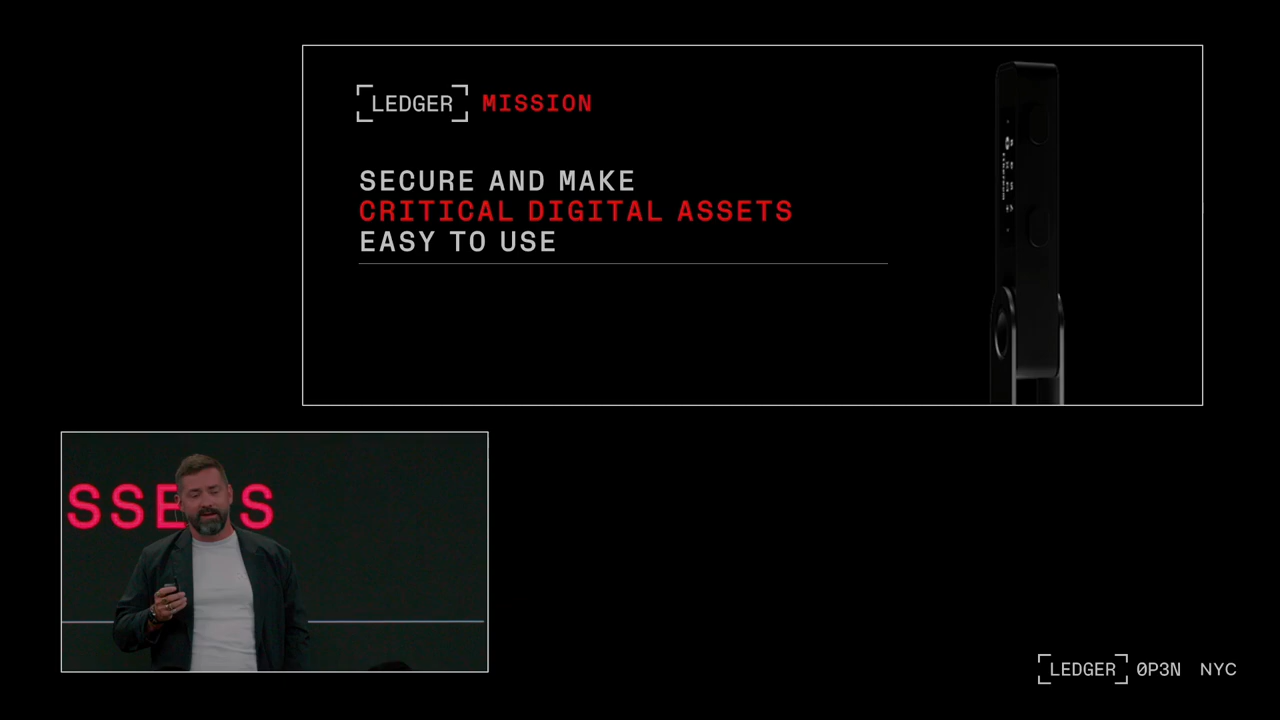 LEDGER MISSION
SECURE AND MAKE
CRITICAL DIGITAL ASSETS
EASY TO USE
SSE S
LEDGER 0P3N NYC